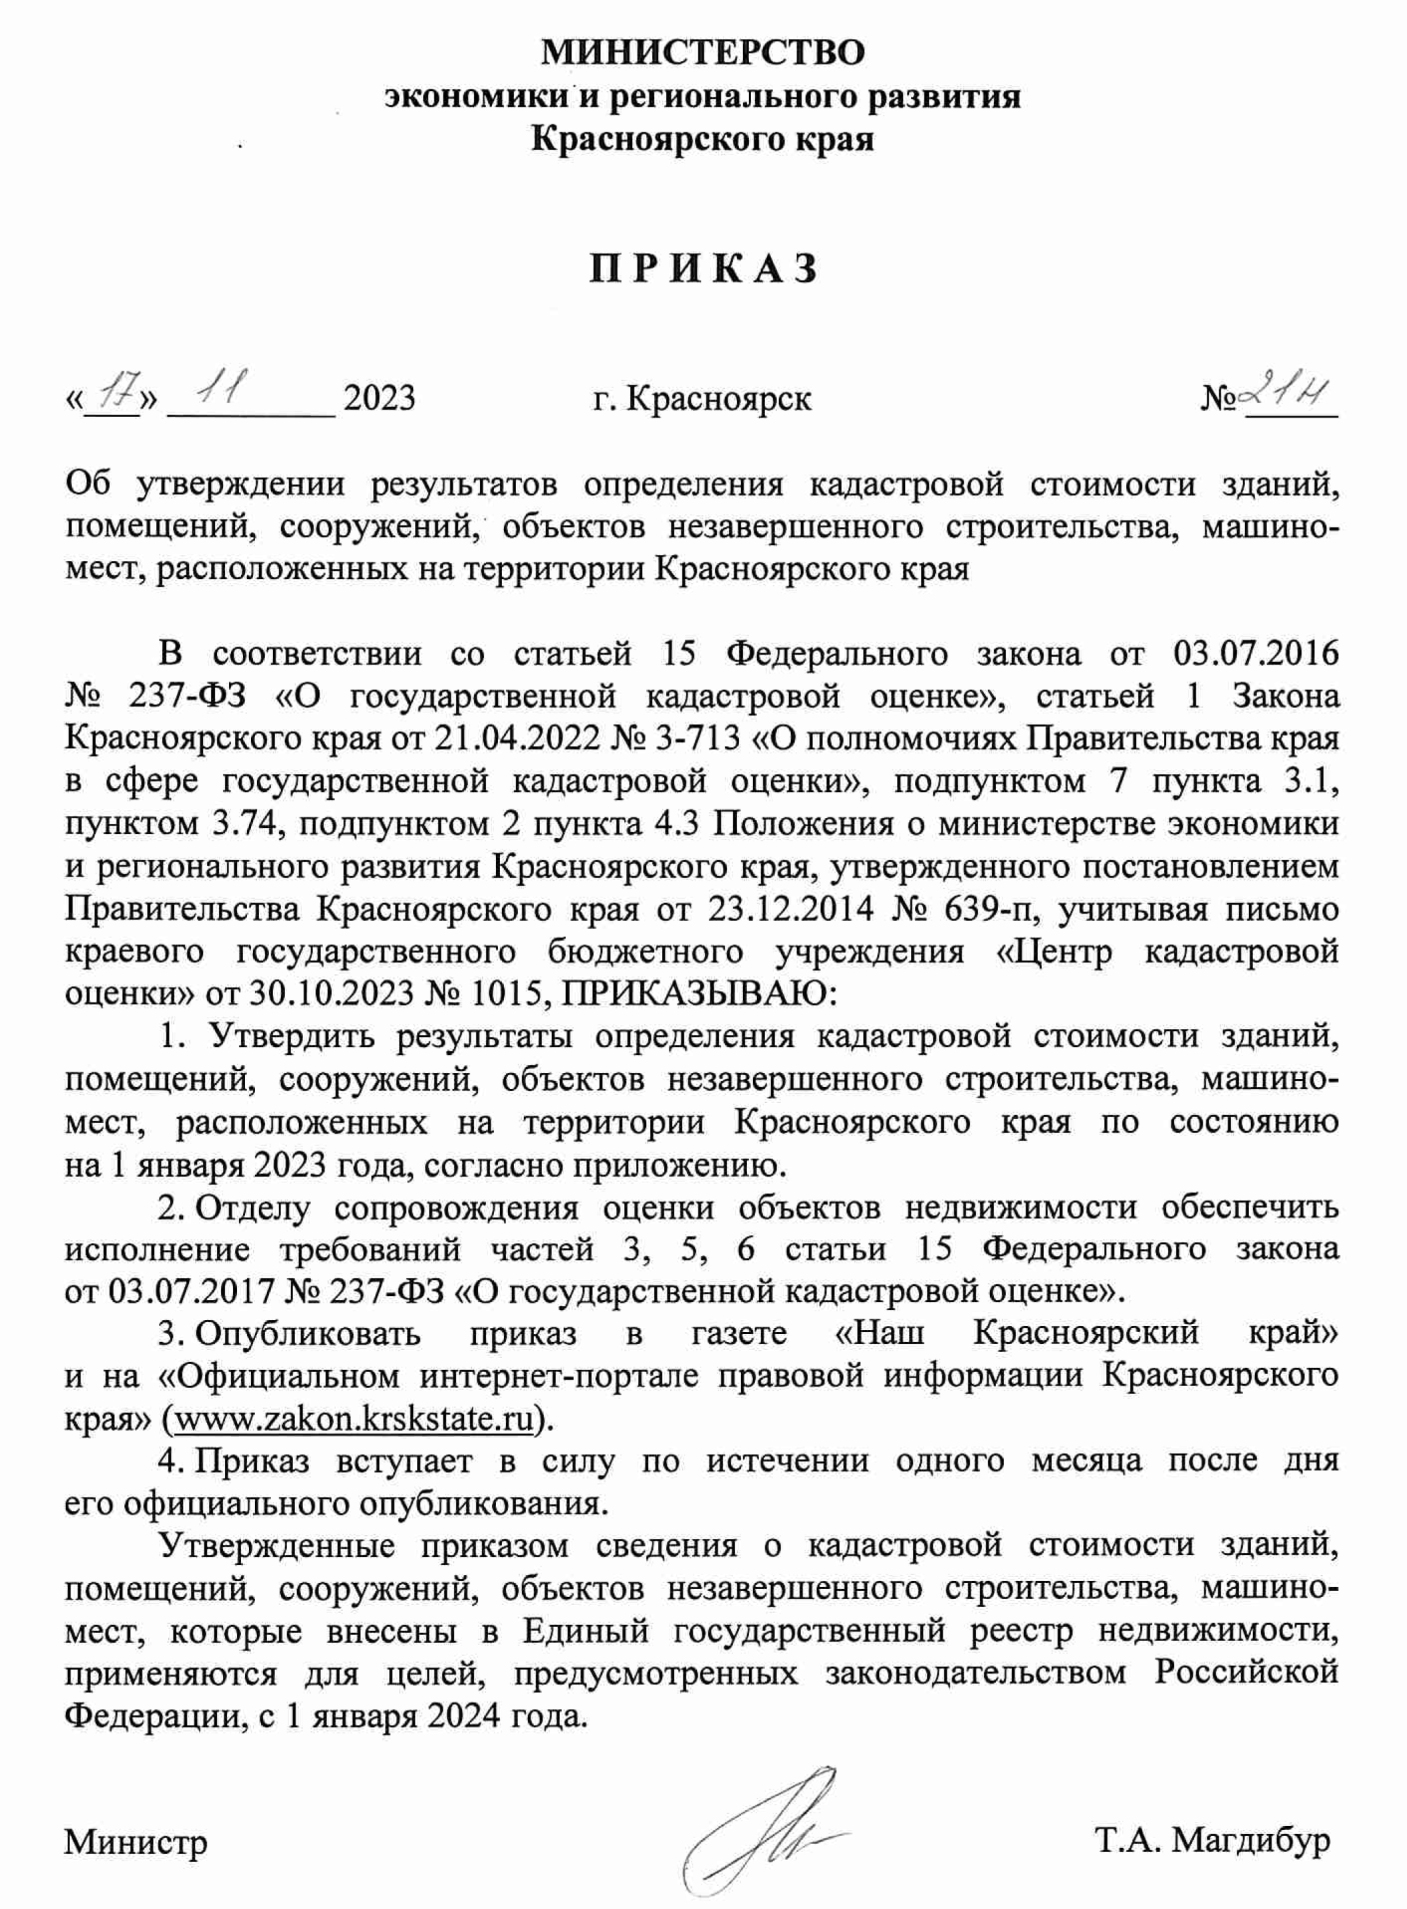 МИНИСТЕРСТВО
экономики и регионального развития
Красноярского края
П Р И К А З
«17» 11 2023 г. Красноярск №
Об утверждении результатов определения кадастровой стоимости зданий,
помещений, сооружений, объектов незавершенного строительства, машино-
мест, расположенных на территории Красноярского края
В соответствии со статьей 15 Федерального закона от 03.07.2016
№ 237-ФЗ «О государственной кадастровой оценке», статьей 1 Закона
Красноярского края от 21.04.2022 № 3-713 «О полномочиях Правительства края
в сфере государственной кадастровой оценки», подпунктом 7 пункта 3.1,
пунктом 3.74, подпунктом 2 пункта 4.3 Положения о министерстве экономики
и регионального развития Красноярского края, утвержденного постановлением
Правительства Красноярского края от 23.12.2014 № 639-п, учитывая письмо
краевого государственного бюджетного учреждения «Центр кадастровой
оценки» от 30.10.2023 № 1015, ПРИКАЗЫВАЮ:
1. Утвердить результаты определения кадастровой стоимости зданий,
помещений, сооружений, объектов незавершенного строительства, машино-
мест, расположенных на территории Красноярского края по состоянию
на 1 января 2023 года, согласно приложению.
2. Отделу сопровождения оценки объектов недвижимости обеспечить
исполнение требований частей 3, 5, 6 статьи 15 Федерального закона
от 03.07.2017 № 237-ФЗ «О государственной кадастровой оценке».
3. Опубликовать приказ в газете «Наш Красноярский край»
и на «Официальном интернет-портале правовой информации Красноярского
края» (www.zakon.krskstate.ru).
4. Приказ вступает в силу по истечении одного месяца после дня
его официального опубликования.
Утвержденные приказом сведения о кадастровой стоимости зданий,
помещений, сооружений, объектов незавершенного строительства, машино-
мест, которые внесены в Единый государственный реестр недвижимости,
применяются для целей, предусмотренных законодательством Российской
Федерации, с 1 января 2024 года.
Министр Т.А. Магдибур